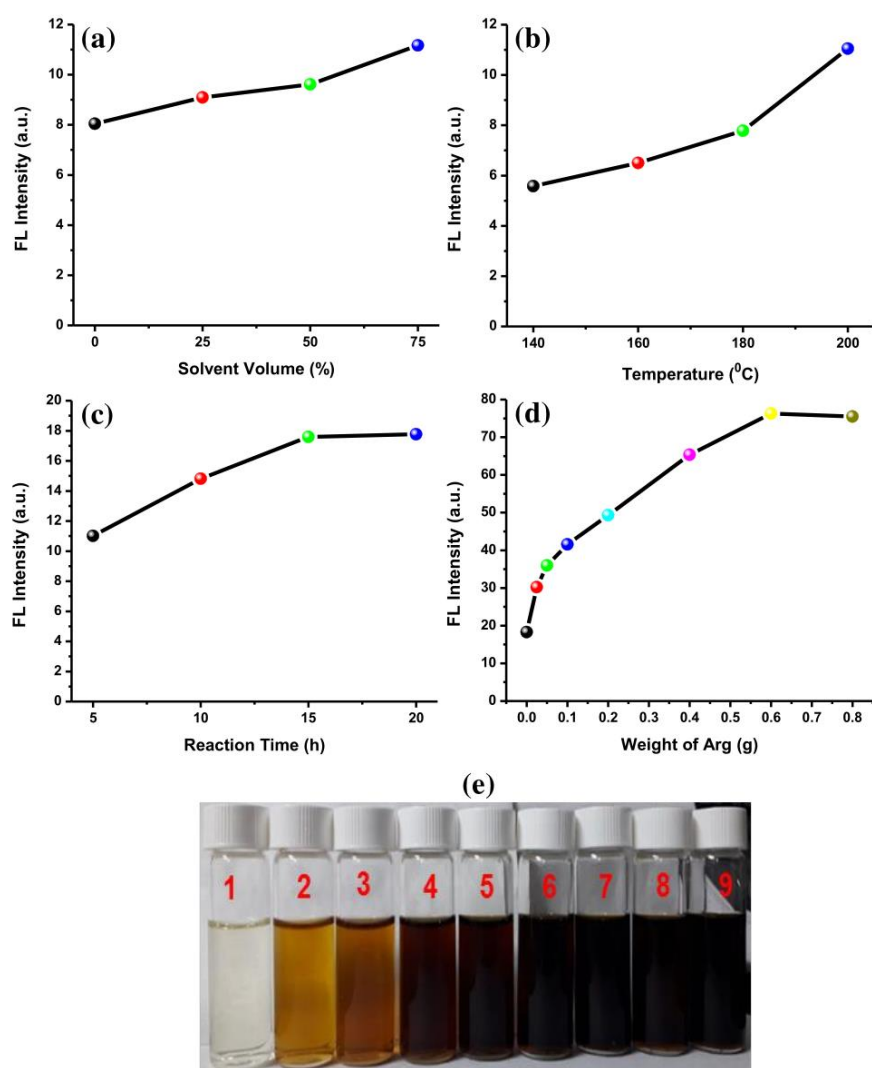 (a)
FL Intensity (a.u.)
12
10
8
6
4
2
0
0 25 50 75
Solvent Volume (%)
(b)
FL Intensity (a.u.)
12
10
8
6
4
2
0
140 160 180 200
Temperature (⁰C)
(c)
FL Intensity (a.u.)
20
18
16
14
12
10
8
6
4
2
0
5 10 15 20
Reaction Time (h)
(d)
FL Intensity (a.u.)
80
70
60
50
40
30
20
10
0
0.0 0.1 0.2 0.3 0.4 0.5 0.6 0.7 0.8
Weight of Arg (g)
(e)
1 2 3 4 5 6 7 8 9